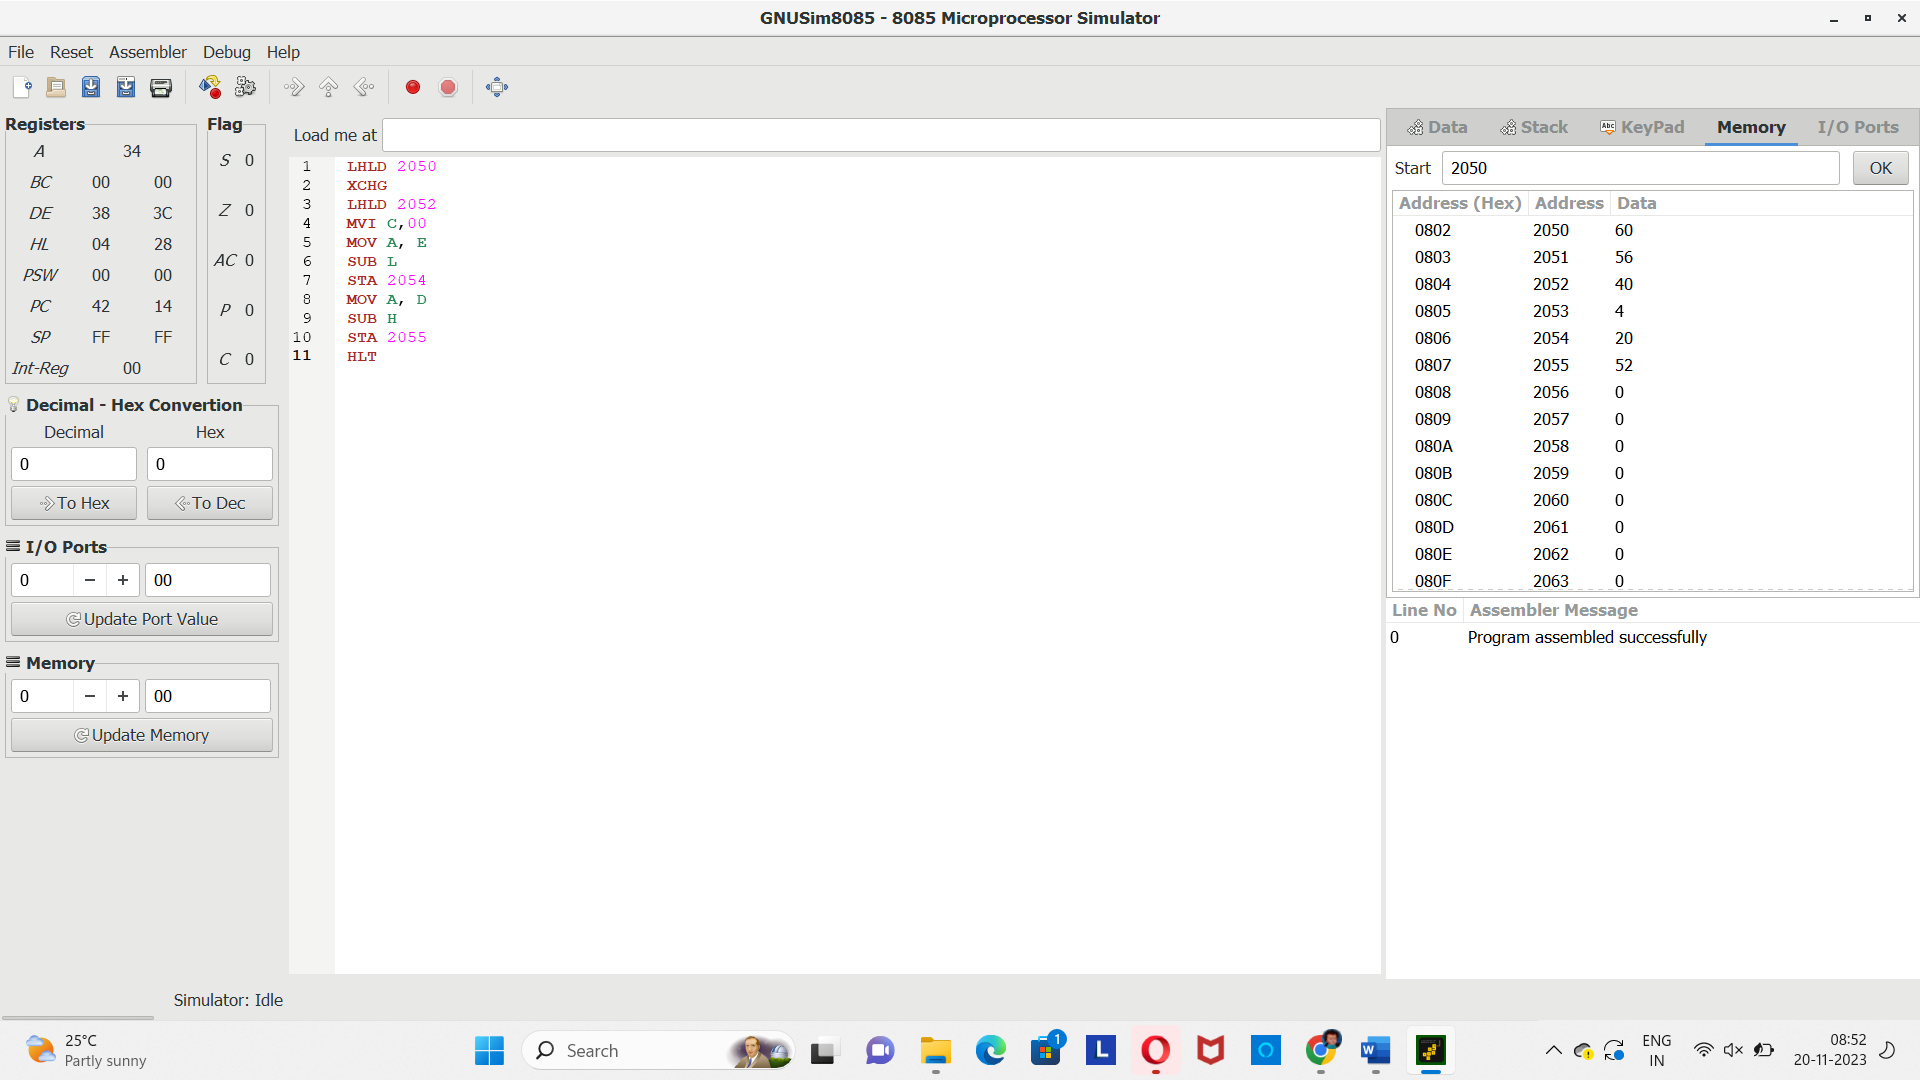 GNUSim8085 - 8085 Microprocessor Simulator
File Reset Assembler Debug Help
Registers
A 34
BC 00 00
DE 38 3C
HL 04 28
PSW 00 00
PC 42 14
SP FF FF
Int-Reg 00
Flag
S 0
Z 0
AC 0
P 0
C 0
Decimal - Hex Convertion
Decimal Hex
0 0
To Hex To Dec
I/O Ports
0 − + 00
Update Port Value
Memory
0 − + 00
Update Memory
Load me at
1 LHLD 2050
2 XCHG
3 LHLD 2052
4 MVI C,00
5 MOV A, E
6 SUB L
7 STA 2054
8 MOV A, D
9 SUB H
10 STA 2055
11 HLT
Data Stack Abc KeyPad Memory I/O Ports
Start 2050 OK
Address (Hex) Address Data
0802 2050 60
0803 2051 56
0804 2052 40
0805 2053 4
0806 2054 20
0807 2055 52
0808 2056 0
0809 2057 0
080A 2058 0
080B 2059 0
080C 2060 0
080D 2061 0
080E 2062 0
080F 2063 0
Line No Assembler Message
0 Program assembled successfully
Simulator: Idle
25°C
Partly sunny
Search
1
L
W
ENG
IN
08:52
20-11-2023